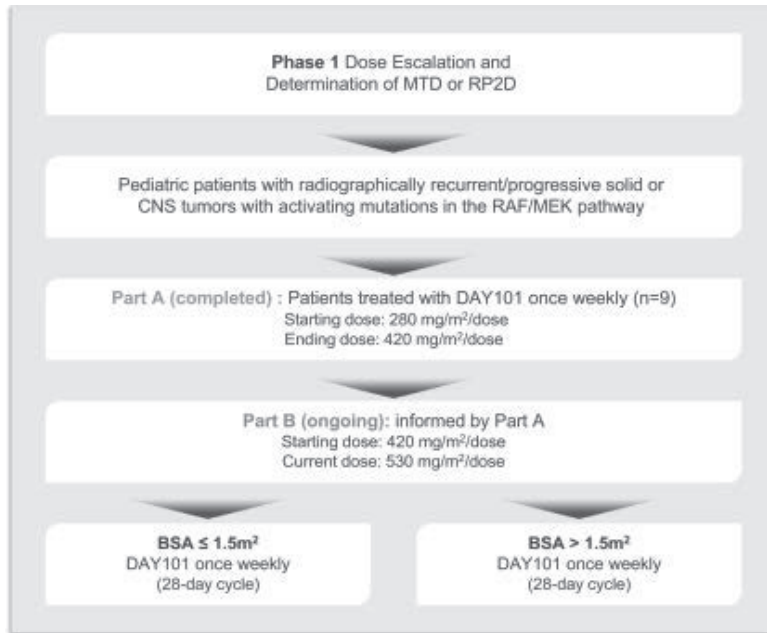 Phase 1 Dose Escalation and
Determination of MTD or RP2D
Pediatric patients with radiographically recurrent/progressive solid or
CNS tumors with activating mutations in the RAF/MEK pathway
Part A (completed) : Patients treated with DAY101 once weekly (n=9)
Starting dose: 280 mg/m²/dose
Ending dose: 420 mg/m²/dose
Part B (ongoing): informed by Part A
Starting dose: 420 mg/m²/dose
Current dose: 530 mg/m²/dose
BSA ≤ 1.5m²
DAY101 once weekly
(28-day cycle)
BSA > 1.5m²
DAY101 once weekly
(28-day cycle)